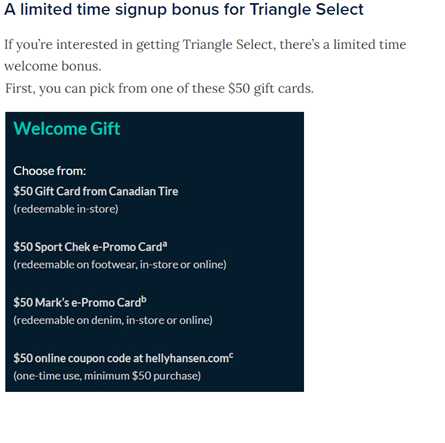 A limited time signup bonus for Triangle Select
If you’re interested in getting Triangle Select, there’s a limited time
welcome bonus.
First, you can pick from one of these $50 gift cards.
Welcome Gift
Choose from:
$50 Gift Card from Canadian Tire
(redeemable in-store)
$50 Sport Chek e-Promo Cardᵃ
(redeemable on footwear, in-store or online)
$50 Mark’s e-Promo Cardᵇ
(redeemable on denim, in-store or online)
$50 online coupon code at hellyhansen.comᶜ
(one-time use, minimum $50 purchase)